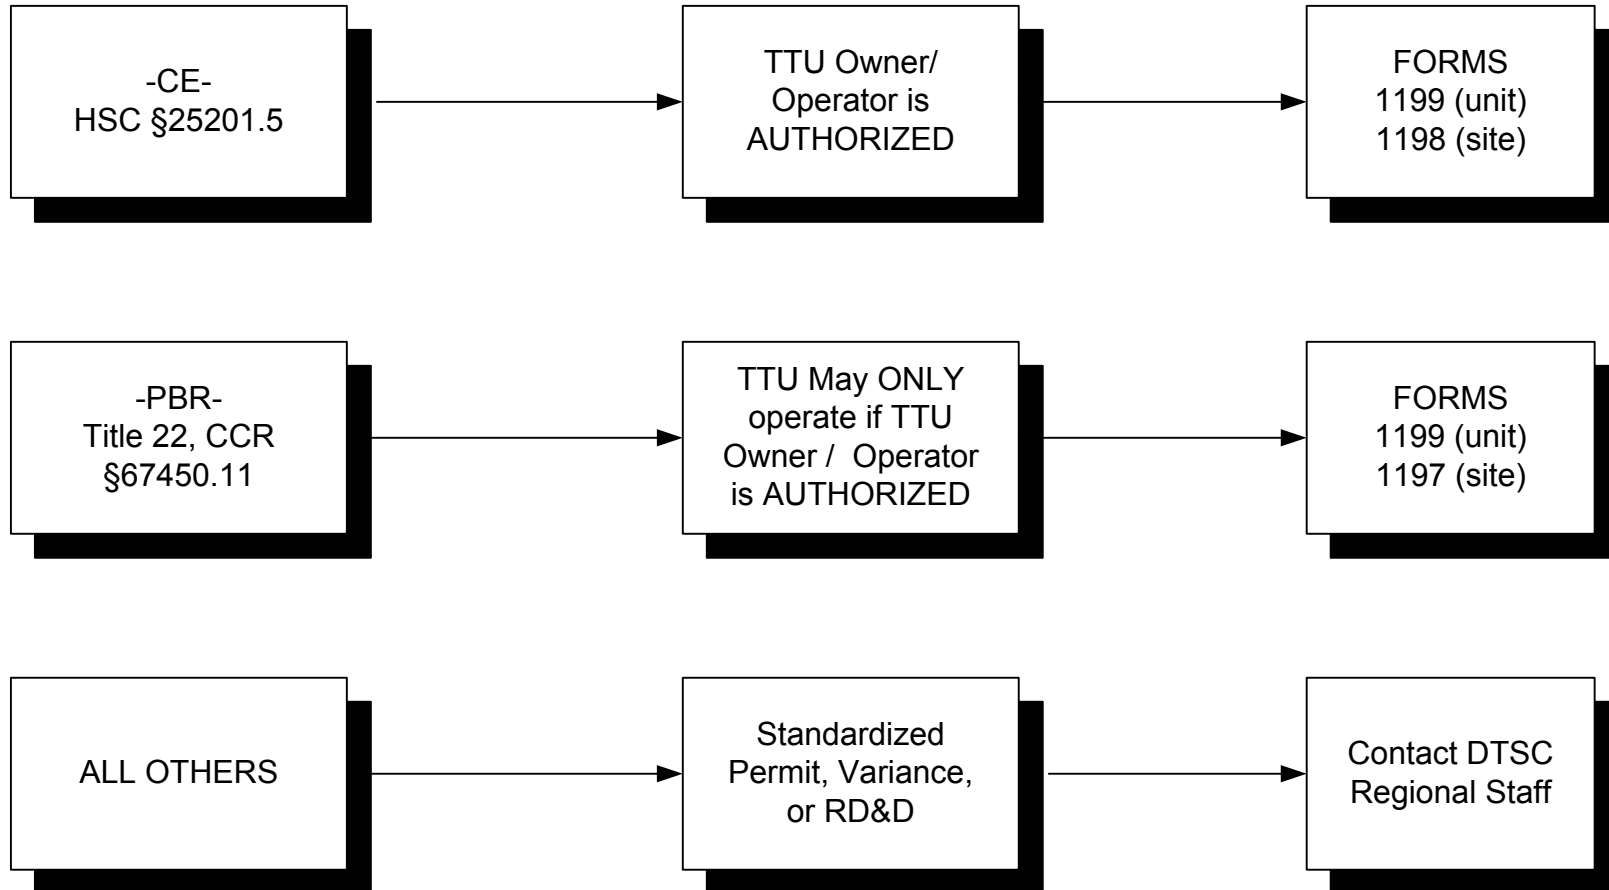 -CE-
HSC §25201.5
TTU Owner/
Operator is
AUTHORIZED
FORMS
1199 (unit)
1198 (site)
-PBR-
Title 22, CCR
§67450.11
TTU May ONLY
operate if TTU
Owner /  Operator
is AUTHORIZED
FORMS
1199 (unit)
1197 (site)
ALL OTHERS
Standardized
Permit, Variance,
or RD&D
Contact DTSC
Regional Staff